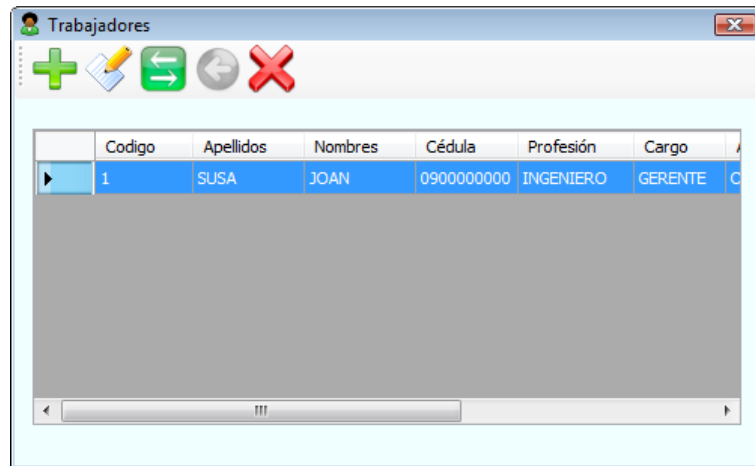 Trabajadores
Codigo Apellidos Nombres Cédula Profesión Cargo
1 SUSA JOAN 0900000000 INGENIERO GERENTE